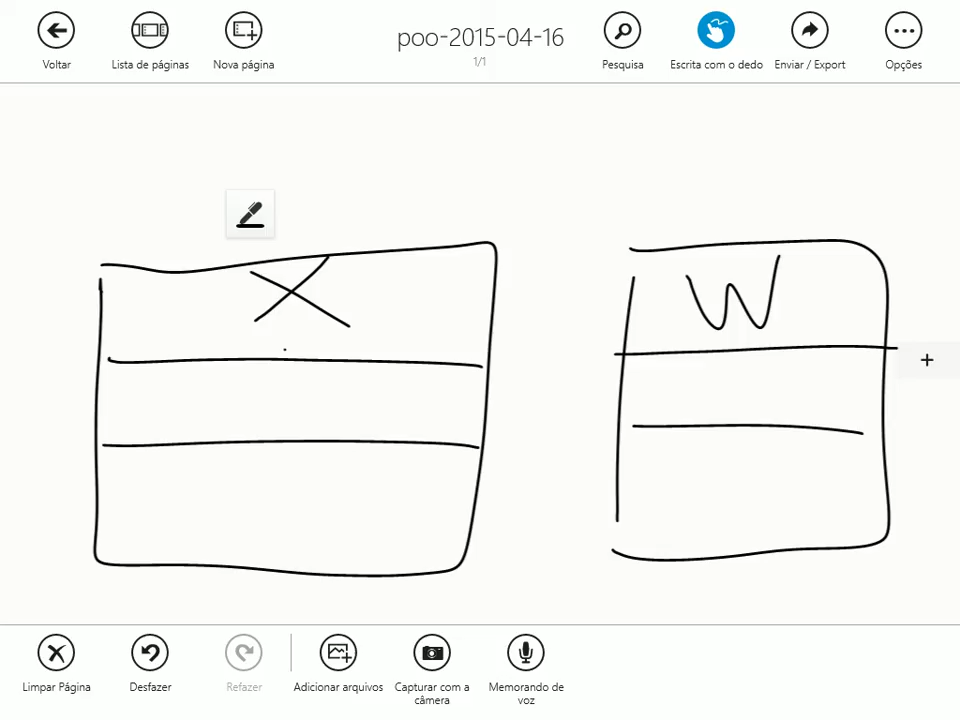 poo-2015-04-16
1/1
Voltar
Lista de páginas
Nova página
Pesquisa
Escrita com o dedo
Enviar / Export
Opções
X
W
+
Limpar Página
Desfazer
Refazer
Adicionar arquivos
Capturar com a
câmera
Memorando de
voz